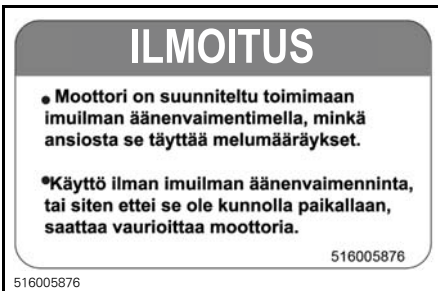 ILMOITUS
• Moottori on suunniteltu toimimaan
imuilman äänenvaimentimella, minkä
ansiosta se täyttää melumääräykset.
•Käyttö ilman imuilman äänenvaimenninta,
tai siten ettei se ole kunnolla paikallaan,
saattaa vaurioittaa moottoria.
516005876
516005876